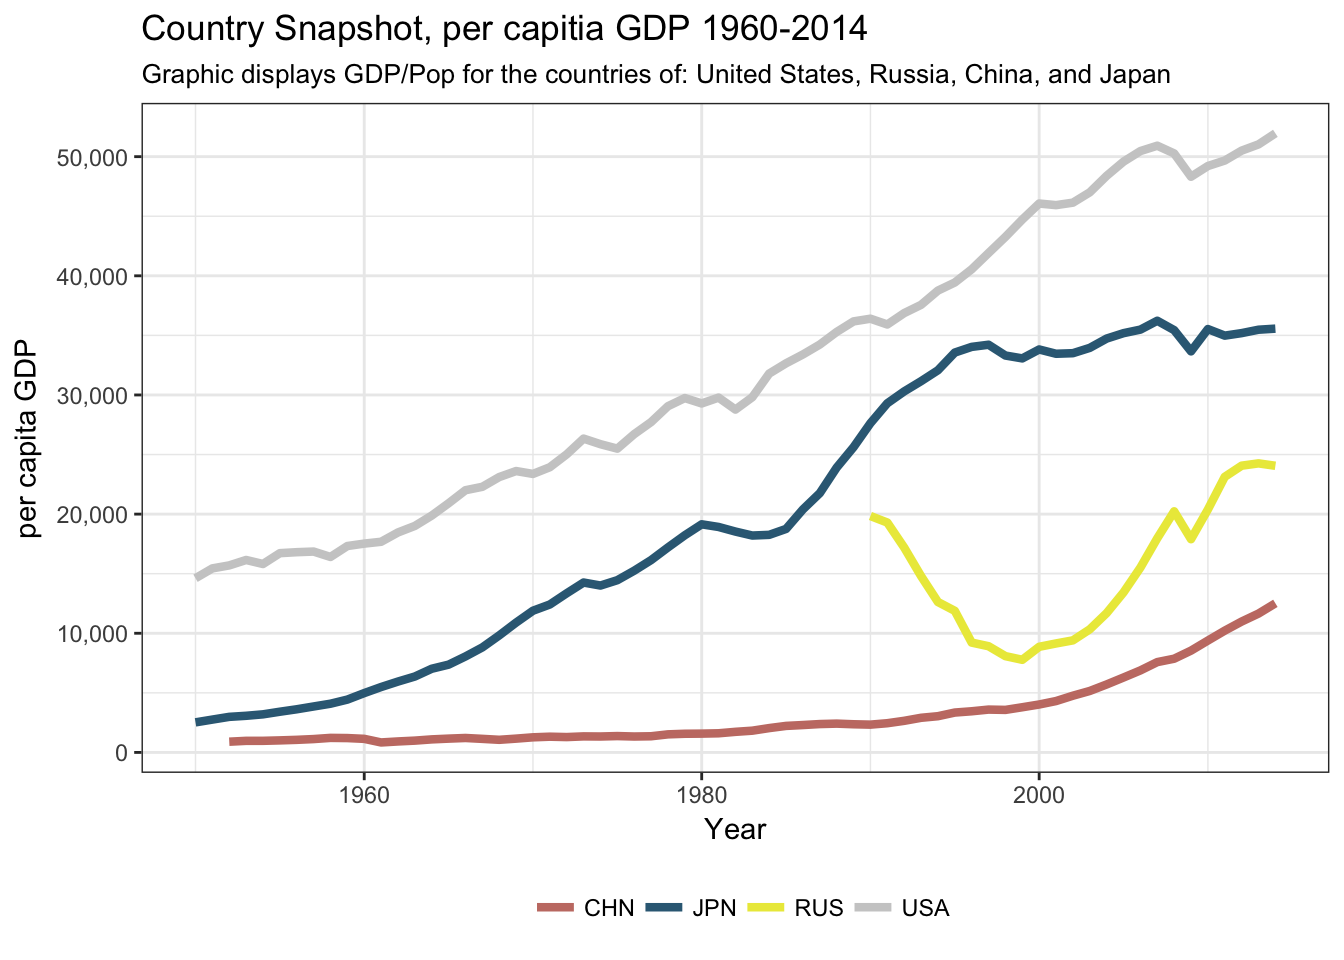 Country Snapshot, per capitia GDP 1960-2014
Graphic displays GDP/Pop for the countries of: United States, Russia, China, and Japan
50,000
40,000
30,000
20,000
10,000
0
per capita GDP
1960 1980 2000
Year
CHN JPN RUS USA